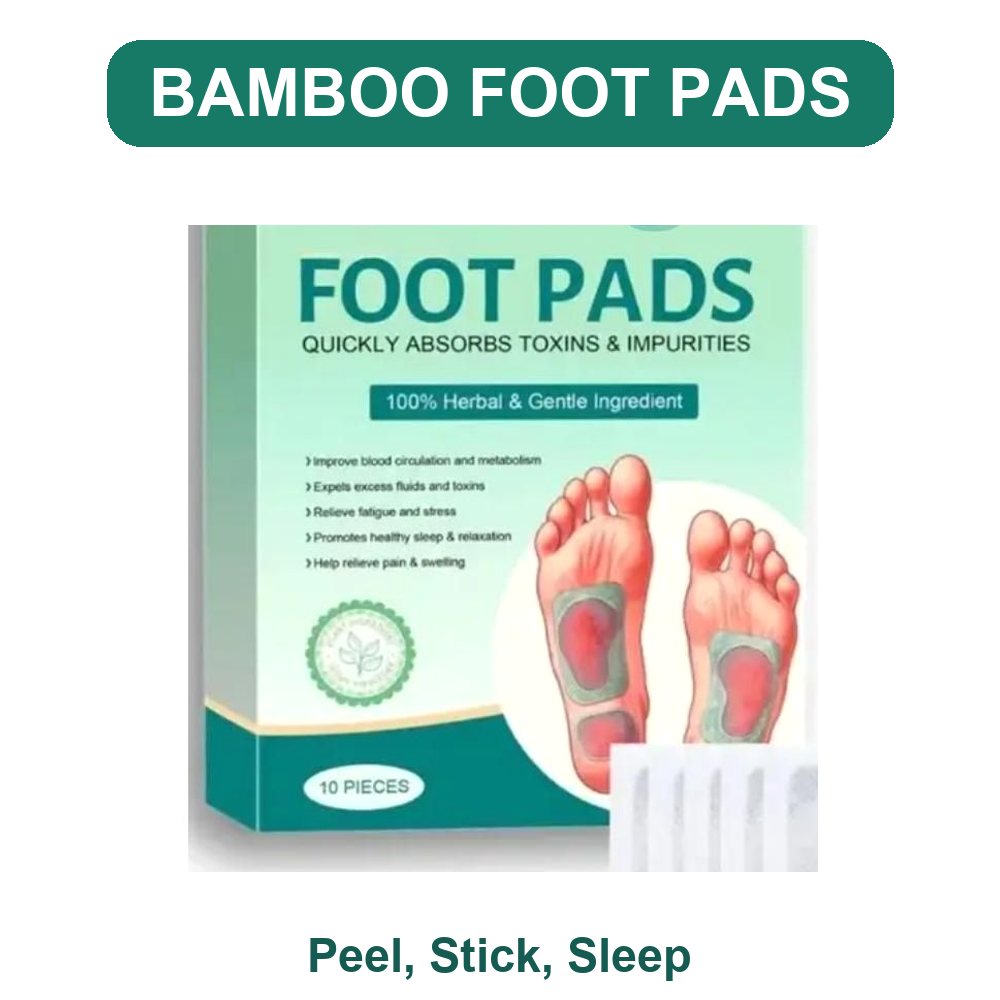 BAMBOO FOOT PADS
FOOT PADS
QUICKLY ABSORBS TOXINS & IMPURITIES
100% Herbal & Gentle Ingredient
›Improve blood circulation and metabolism
›Expels excess fluids and toxins
›Relieve fatigue and stress
›Promotes healthy sleep & relaxation
›Help relieve pain & swelling
10 PIECES
Peel, Stick, Sleep